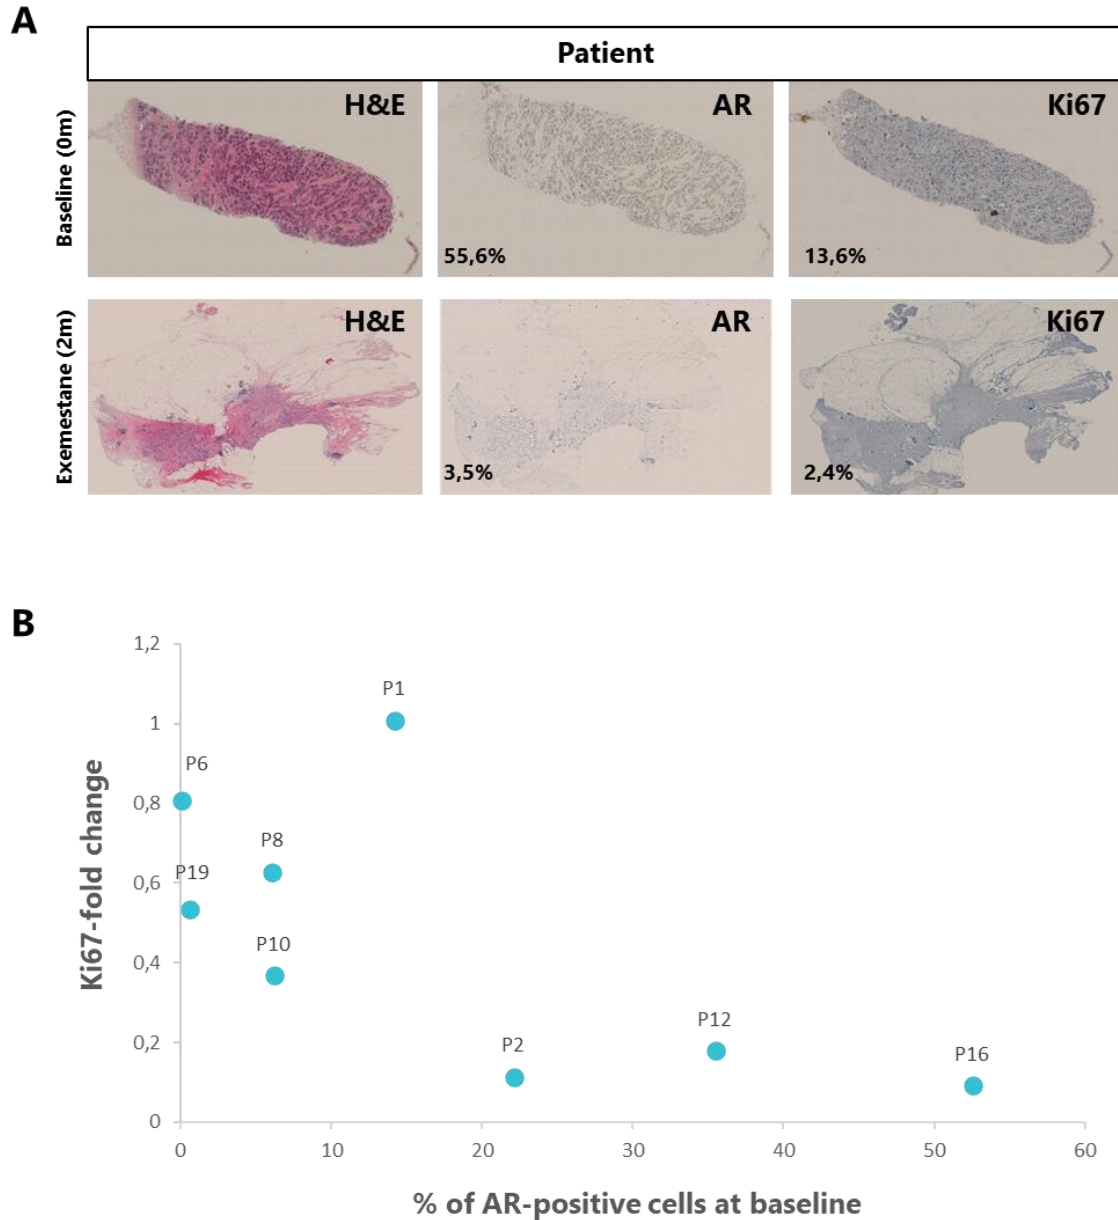 A
Patient
Baseline (0m)
H&E
AR
Ki67
55,6%
13,6%
Exemestane (2m)
H&E
AR
Ki67
3,5%
2,4%
B
Ki67-fold change
1,2
1
0,8
0,6
0,4
0,2
0
P1
P6
P8
P19
P10
P2
P12
P16
0
10
20
30
40
50
60
% of AR-positive cells at baseline